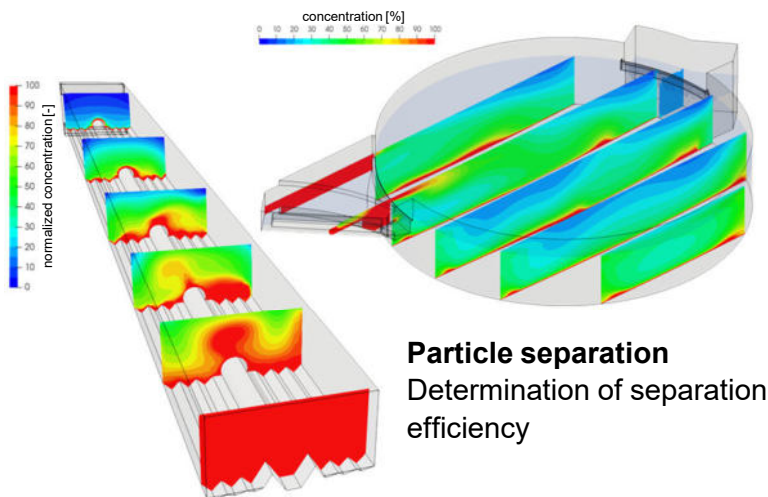 concentration [%]
0 10 20 30 40 50 60 70 80 90 100
normalized concentration [-]
100
90
80
70
60
50
40
30
20
10
0
Particle separation
Determination of separation
efficiency